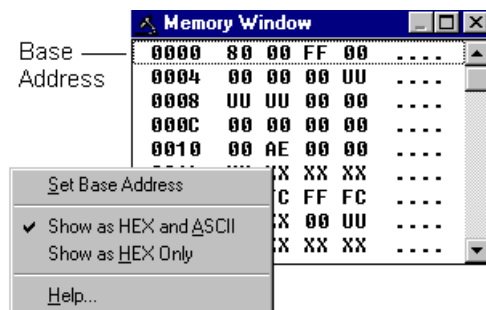 Memory Window
Base
Address
0000 80 00 FF 00 ....
0004 00 00 00 UU ....
0008 UU UU 00 00 ....
000C 00 00 00 00 ....
0010 00 AE 00 00 ....
XX XX ....
Set Base Address
FF FC ....
Show as HEX and ASCII
00 UU ....
Show as HEX Only
XX XX ....
Help...